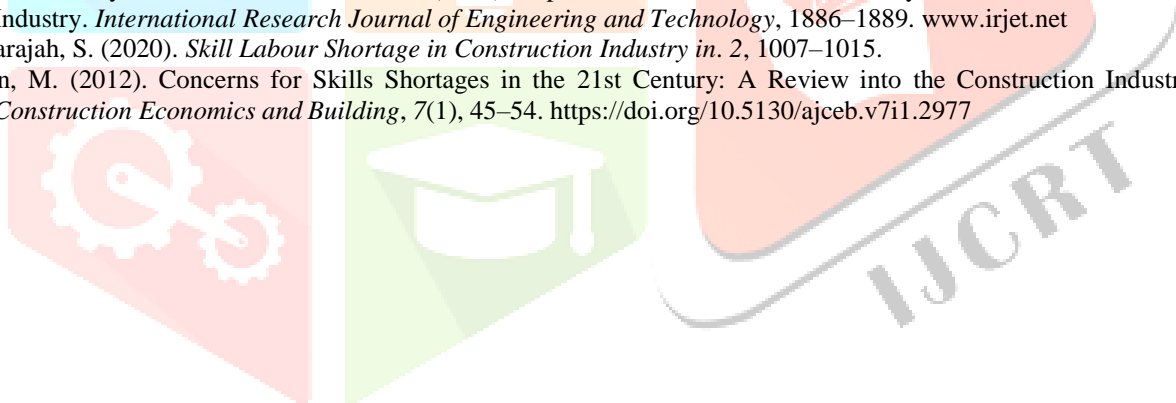 Industry. International Research Journal of Engineering and Technology, 1886–1889. www.irjet.net
arajah, S. (2020). Skill Labour Shortage in Construction Industry in. 2, 1007–1015.
n, M. (2012). Concerns for Skills Shortages in the 21st Century: A Review into the Construction Industr
Construction Economics and Building, 7(1), 45–54. https://doi.org/10.5130/ajceb.v7i1.2977
IJCRT